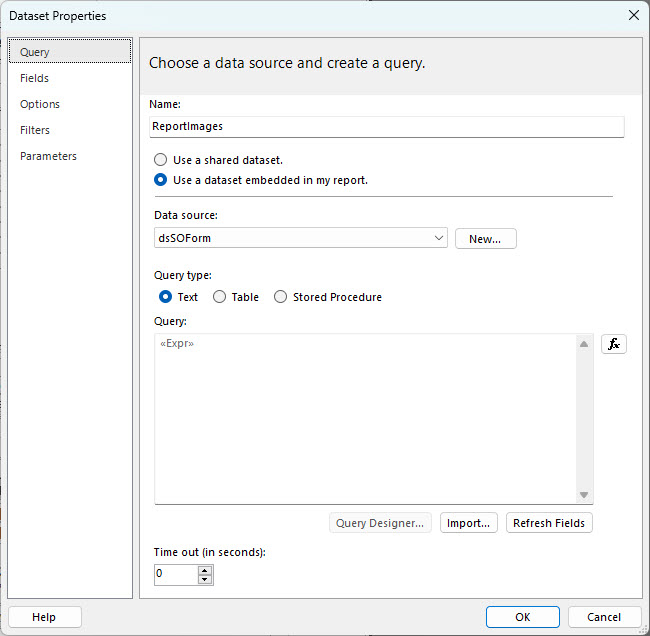 Dataset Properties
Query
Fields
Options
Filters
Parameters
Choose a data source and create a query.
Name:
ReportImages
Use a shared dataset.
Use a dataset embedded in my report.
Data source:
dsSOForm
New...
Query type:
Text Table Stored Procedure
Query:
«Expr»
fx
Query Designer... Import... Refresh Fields
Time out (in seconds):
0
Help OK Cancel